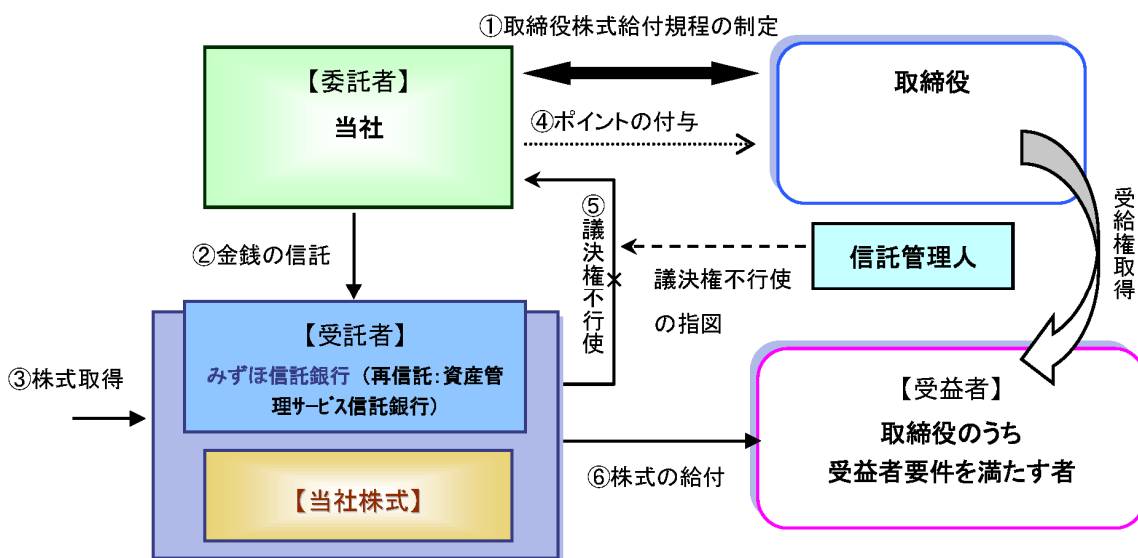 ①取締役株式給付規程の制定
【委託者】
当社
取締役
④ポイントの付与
⑤議決権不行使
受給権取得
②金銭の信託
信託管理人
議決権不行使
の指図
【受託者】
みずほ信託銀行（再信託：資産管
理サービス信託銀行）
③株式取得
【受益者】
取締役のうち
受益者要件を満たす者
【当社株式】
⑥株式の給付